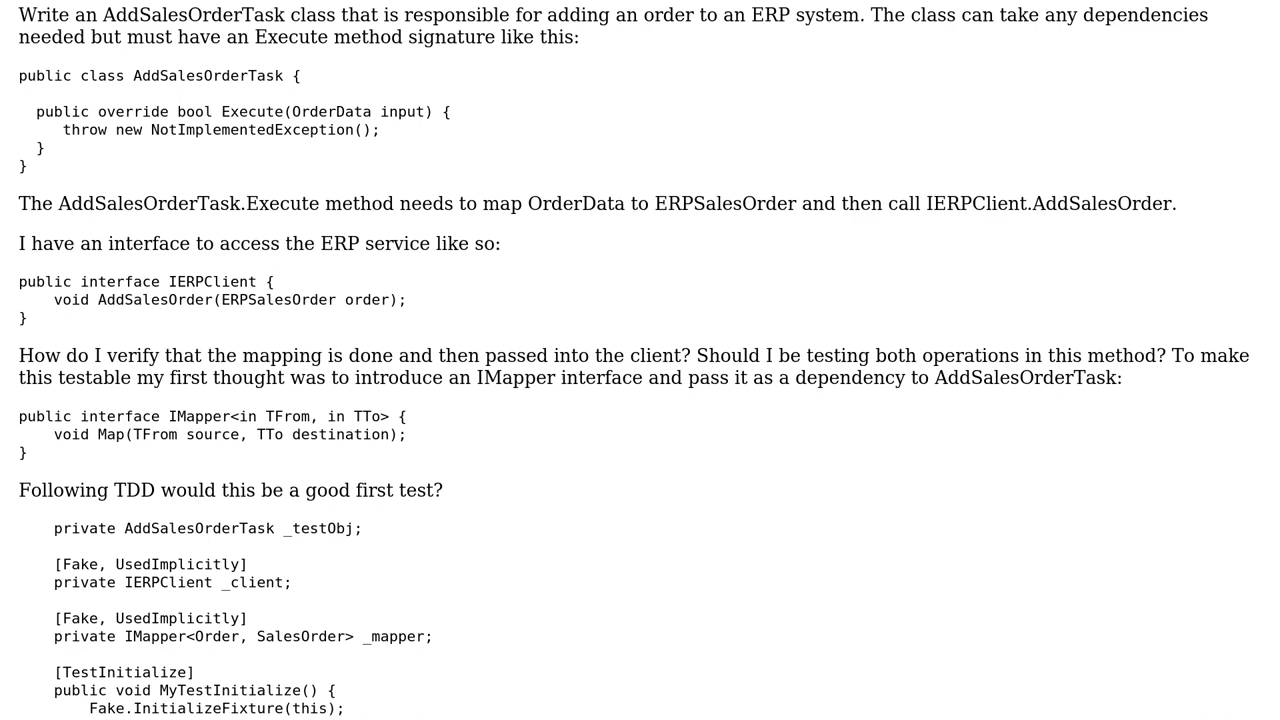 Write an AddSalesOrderTask class that is responsible for adding an order to an ERP system. The class can take any dependencies
needed but must have an Execute method signature like this:
public class AddSalesOrderTask {
  public override bool Execute(OrderData input) {
     throw new NotImplementedException();
  }
}
The AddSalesOrderTask.Execute method needs to map OrderData to ERPSalesOrder and then call IERPClient.AddSalesOrder.
I have an interface to access the ERP service like so:
public interface IERPClient {
    void AddSalesOrder(ERPSalesOrder order);
}
How do I verify that the mapping is done and then passed into the client? Should I be testing both operations in this method? To make
this testable my first thought was to introduce an IMapper interface and pass it as a dependency to AddSalesOrderTask:
public interface IMapper<in TFrom, in TTo> {
    void Map(TFrom source, TTo destination);
}
Following TDD would this be a good first test?
    private AddSalesOrderTask _testObj;
    [Fake, UsedImplicitly]
    private IERPClient _client;
    [Fake, UsedImplicitly]
    private IMapper<Order, SalesOrder> _mapper;
    [TestInitialize]
    public void MyTestInitialize() {
        Fake.InitializeFixture(this);